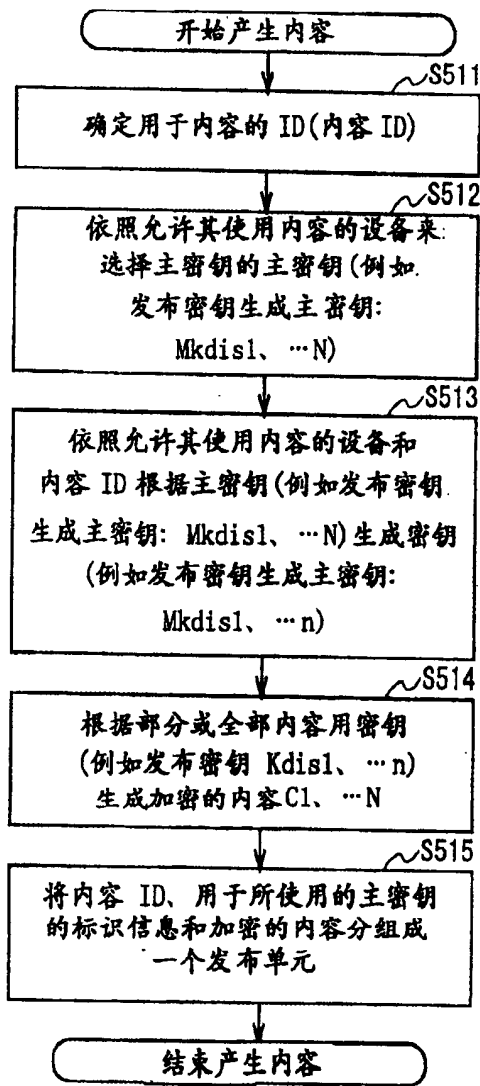 开始产生内容
S511
确定用于内容的 ID(内容 ID)
S512
依照允许其使用内容的设备来
选择主密钥的主密钥(例如
发布密钥生成主密钥:
Mkdis1、…N)
S513
依照允许其使用内容的设备和
内容 ID 根据主密钥(例如发布密钥
生成主密钥: Mkdis1、…N)生成密钥
(例如发布密钥生成主密钥:
Mkdis1、…n)
S514
根据部分或全部内容用密钥
(例如发布密钥 Kdis1、…n)
生成加密的内容C1、…N
S515
将内容 ID、用于所使用的主密钥
的标识信息和加密的内容分组成
一个发布单元
结束产生内容